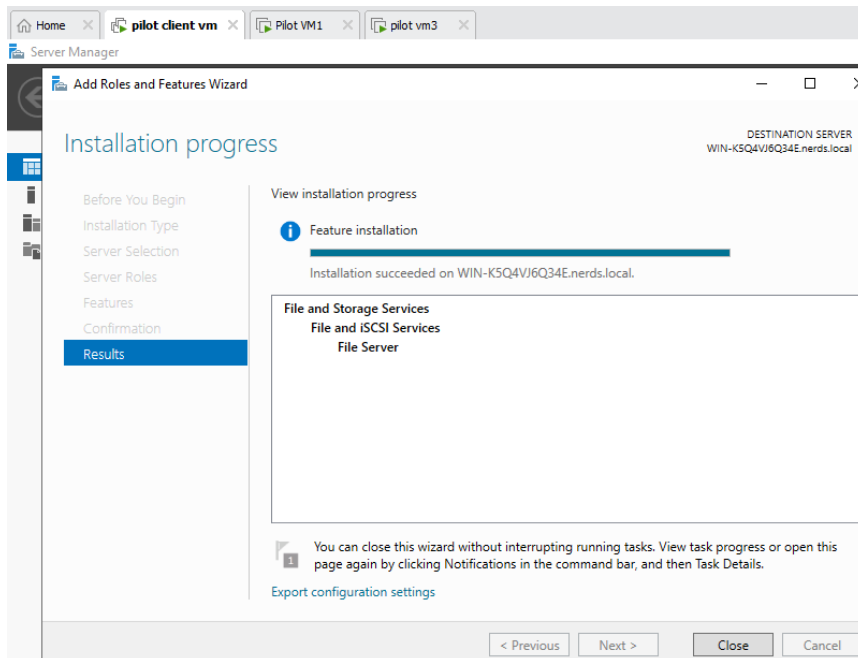 Home
pilot client vm
Pilot VM1
pilot vm3
Server Manager
Add Roles and Features Wizard
Installation progress
DESTINATION SERVER
WIN-K5Q4VJ6Q34E.nerds.local
Before You Begin
Installation Type
Server Selection
Server Roles
Features
Confirmation
Results
View installation progress
Feature installation
Installation succeeded on WIN-K5Q4VJ6Q34E.nerds.local.
File and Storage Services
File and iSCSI Services
File Server
1
You can close this wizard without interrupting running tasks. View task progress or open this
page again by clicking Notifications in the command bar, and then Task Details.
Export configuration settings
< Previous
Next >
Close
Cancel